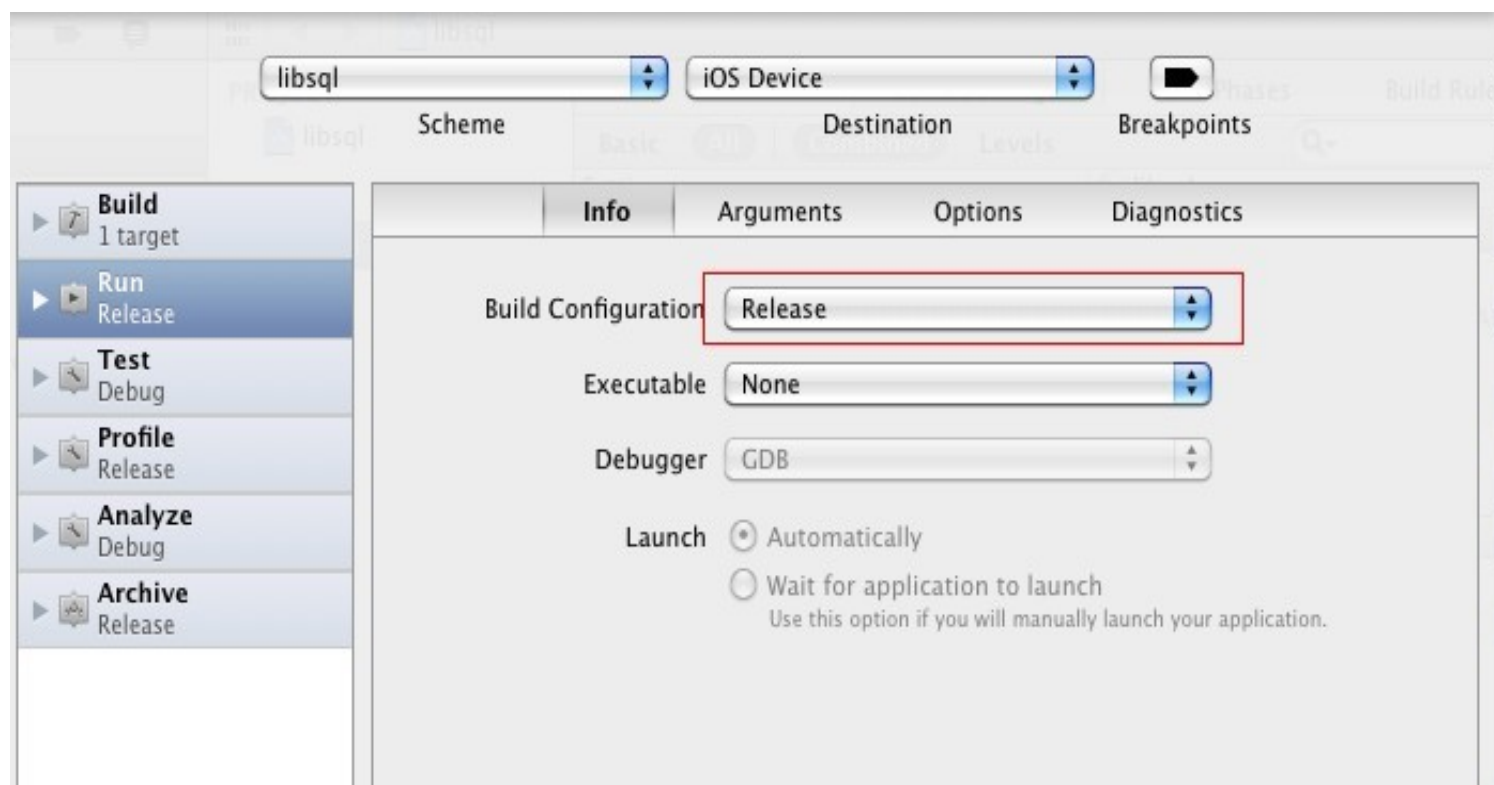 libsql
libsql
iOS Device
Phases
Build Rule
Scheme
Destination
Breakpoints
libsql
Basic
All
Combined
Levels
Build
1 target
Info
Arguments
Options
Diagnostics
Run
Release
Build Configuration
Release
Test
Debug
Executable
None
Profile
Release
Debugger
GDB
Analyze
Debug
Launch
Automatically
Wait for application to launch
Use this option if you will manually launch your application.
Archive
Release